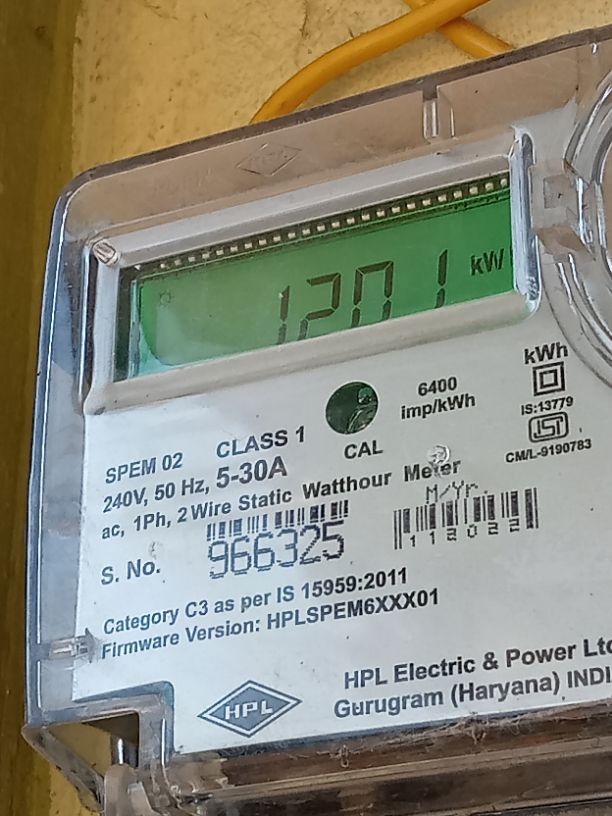 1201 kW
6400
imp/kWh
CAL
kWh
IS:13779
ISI
CM/L-9190783
SPEM 02 CLASS 1
240V, 50 Hz, 5-30A
ac, 1Ph, 2 Wire Static Watthour Meter
M/Yr.
S. No. 966325
112022
Category C3 as per IS 15959:2011
Firmware Version: HPLSPEM6XXX01
HPL
HPL Electric & Power Ltd
Gurugram (Haryana) INDI